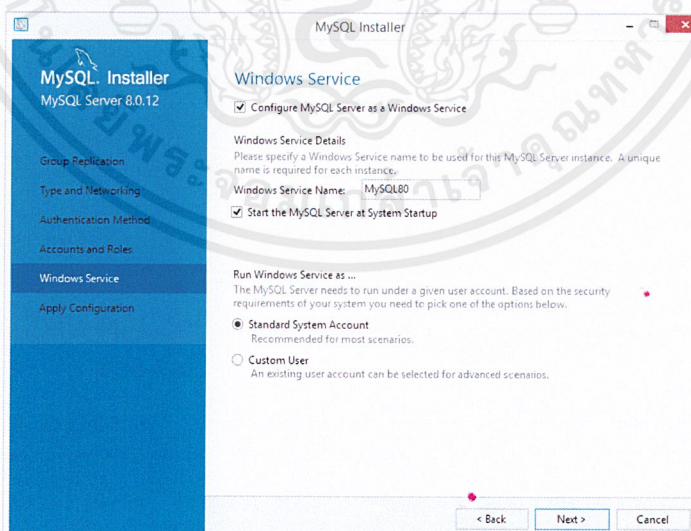 MySQL Installer
MySQL. Installer
MySQL Server 8.0.12
Group Replication
Type and Networking
Authentication Method
Accounts and Roles
Windows Service
Apply Configuration
Windows Service
Configure MySQL Server as a Windows Service
Windows Service Details
Please specify a Windows Service name to be used for this MySQL Server instance. A unique
name is required for each instance.
Windows Service Name: MySQL80
Start the MySQL Server at System Startup
Run Windows Service as ...
The MySQL Server needs to run under a given user account. Based on the security
requirements of your system you need to pick one of the options below.
Standard System Account
Recommended for most scenarios.
Custom User
An existing user account can be selected for advanced scenarios.
< Back Next > Cancel